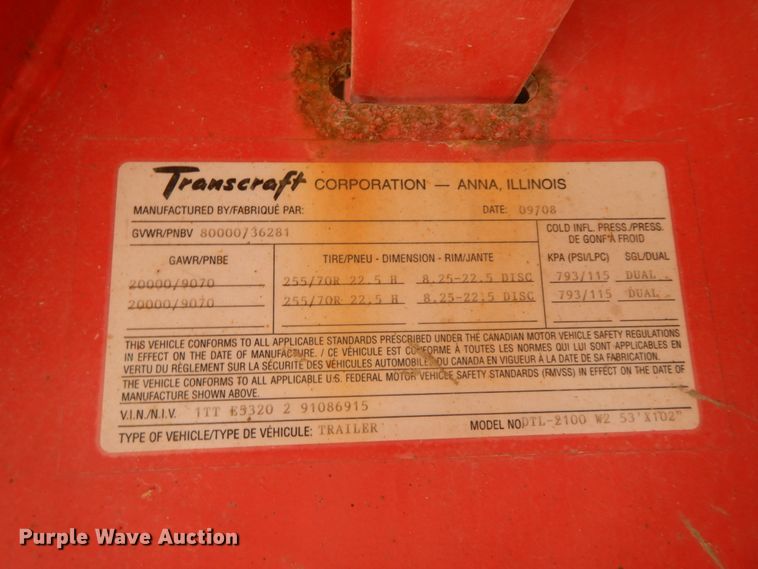 Transcraft CORPORATION — ANNA, ILLINOIS
MANUFACTURED BY/FABRIQUÉ PAR: DATE: 09/08
GVWR/PNBV 80000/36281 COLD INFL. PRESS./PRESS. DE GONF À FROID
GAWR/PNBE TIRE/PNEU - DIMENSION - RIM/JANTE KPA (PSI/LPC) SGL/DUAL
20000/9070 255/70R 22.5 H 8.25-22.5 DISC 793/115 DUAL
20000/9070 255/70R 22.5 H 8.25-22.5 DISC 793/115 DUAL
THIS VEHICLE CONFORMS TO ALL APPLICABLE STANDARDS PRESCRIBED UNDER THE CANADIAN MOTOR VEHICLE SAFETY REGULATIONS
IN EFFECT ON THE DATE OF MANUFACTURE. / CE VÉHICULE EST CONFORME À TOUTES LES NORMES QUI LUI SONT APPLICABLES EN
VERTU DU RÈGLEMENT SUR LA SÉCURITÉ DES VÉHICULES AUTOMOBILES DU CANADA EN VIGUEUR À LA DATE DE SA FABRICATION.
THE VEHICLE CONFORMS TO ALL APPLICABLE U.S. FEDERAL MOTOR VEHICLE SAFETY STANDARDS (FMVSS) IN EFFECT ON THE DATE OF
MANUFACTURE SHOWN ABOVE.
V.I.N./N.I.V. 1TT E5320 2 91086915
TYPE OF VEHICLE/TYPE DE VÉHICULE: TRAILER MODEL NO DTL-2100 W2 53'X102"
Purple Wave Auction